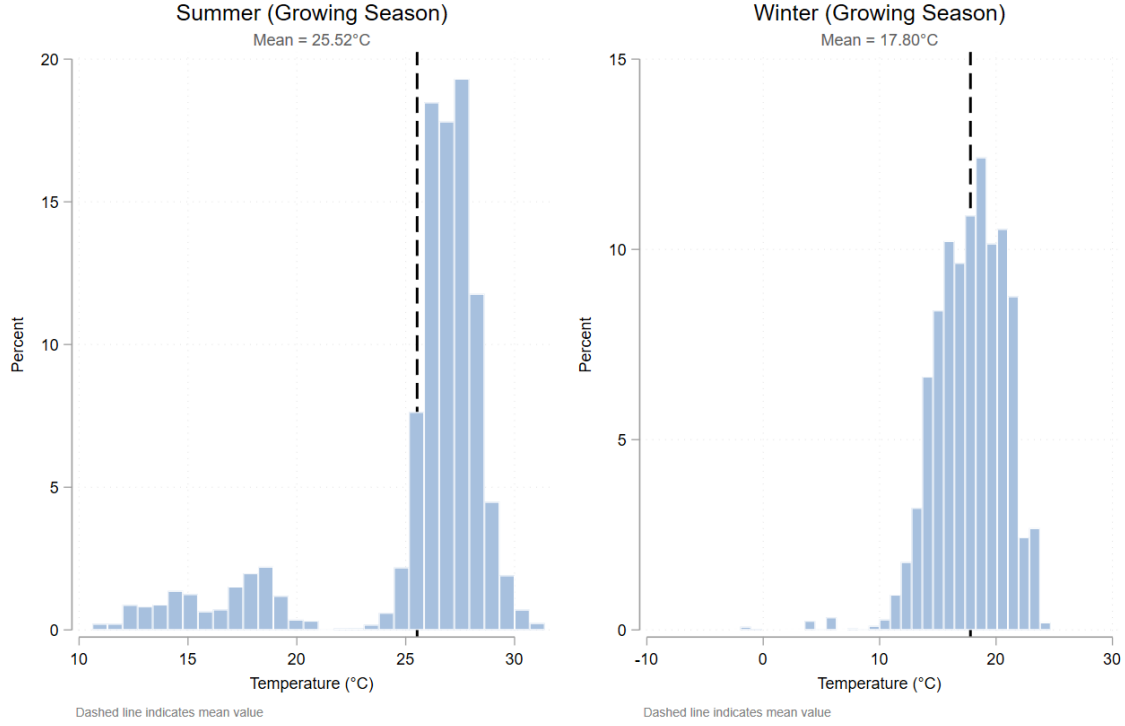 Summer (Growing Season)
Mean = 25.52°C
20
15
10
5
0
Percent
10 15 20 25 30
Temperature (°C)
Dashed line indicates mean value
Winter (Growing Season)
Mean = 17.80°C
15
10
5
0
Percent
-10 0 10 20 30
Temperature (°C)
Dashed line indicates mean value